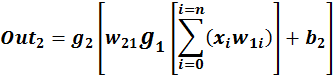 Out₂ = g₂[w₂₁g₁[∑_{i=0}^{i=n}(xᵢw₁ᵢ)] + b₂]